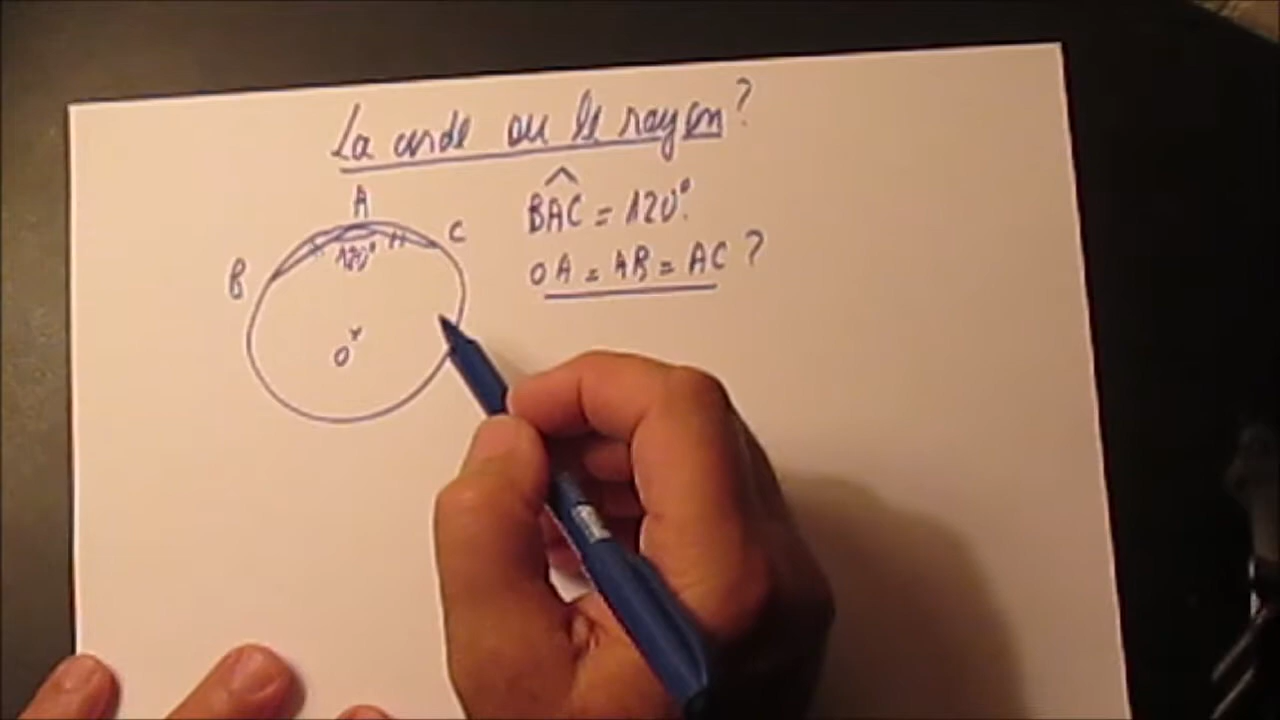 La corde ou le rayon ?
A
BAC = 120°.
C
120°
OA = AB = AC ?
B
O